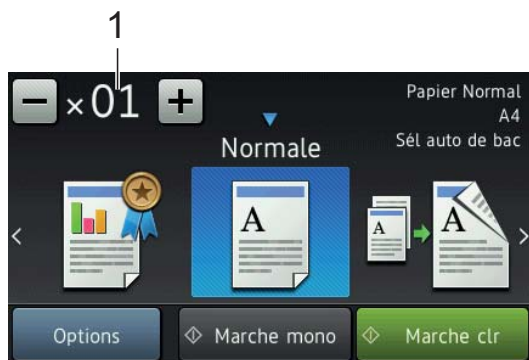 1
×01
Papier Normal
A4
Sél auto de bac
Normale
A
A
A
Options
Marche mono
Marche clr